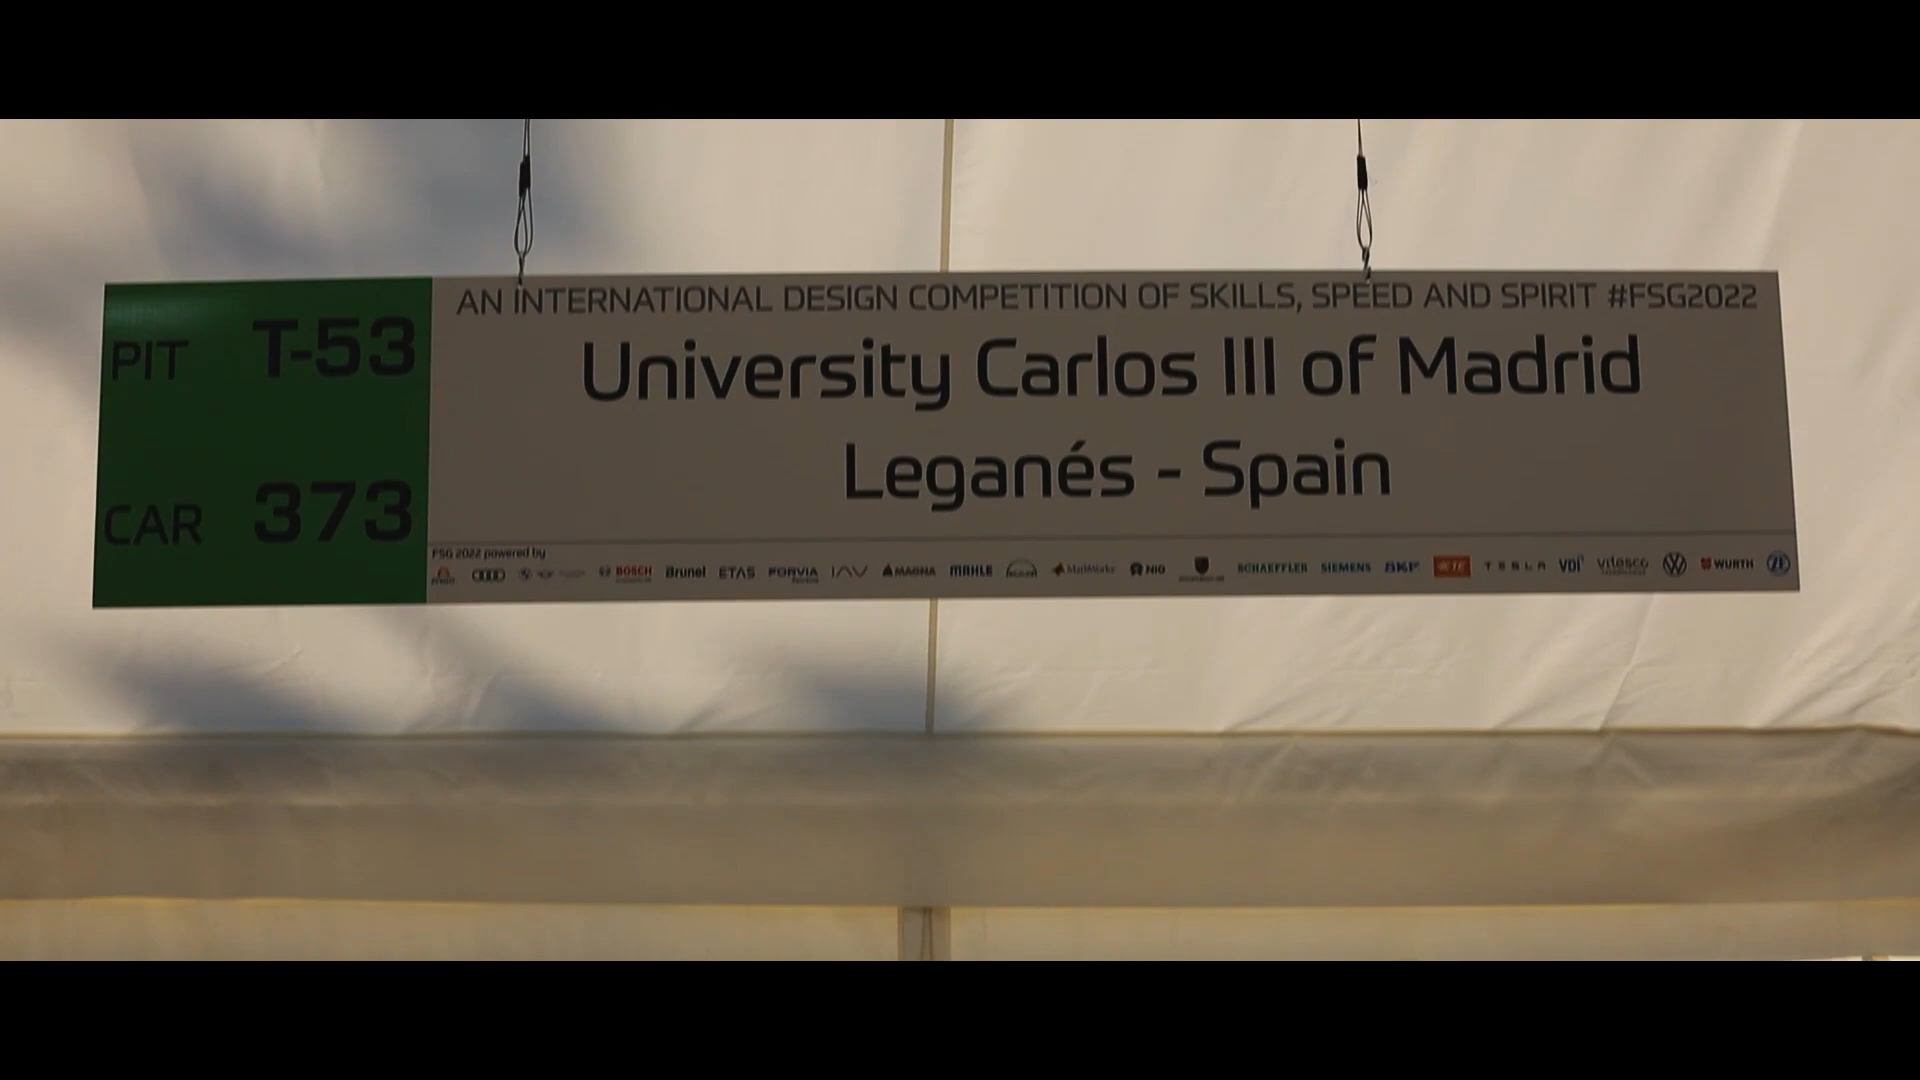 AN INTERNATIONAL DESIGN COMPETITION OF SKILLS, SPEED AND SPIRIT #FSG2022
PIT T-53
University Carlos III of Madrid
Leganés - Spain
CAR 373
FSG 2022 powered by
BOSCH Brunel ETAS FORVIA IAV MAGNA MAHLE MathWorks NIO SCHAEFFLER SIEMENS SKF TESLA VDI vitesco WÜRTH ZF